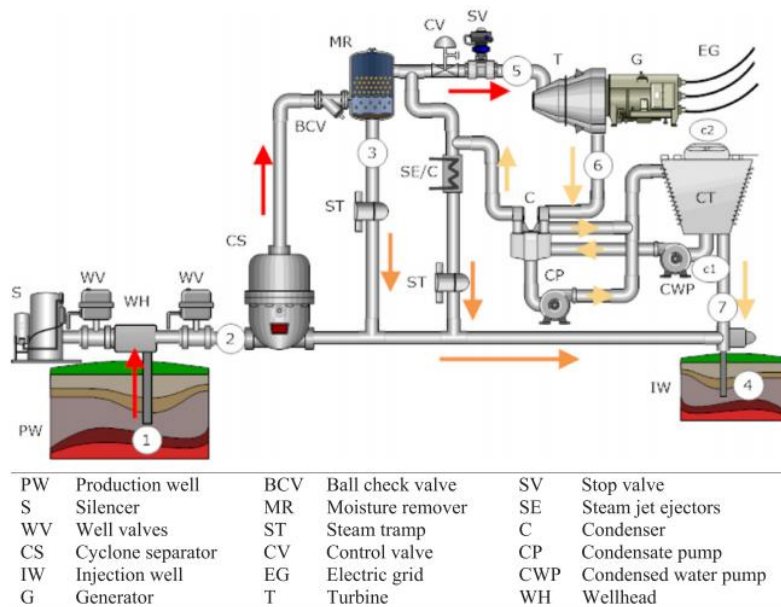 MR
CV
SV
5
T
G
EG
BCV
3
SE/C
6
c2
ST
C
CT
CS
S
WV
WH
WV
ST
CP
CWP
c1
2
7
PW
1
IW
4
PW Production well BCV Ball check valve SV Stop valve
S Silencer MR Moisture remover SE Steam jet ejectors
WV Well valves ST Steam tramp C Condenser
CS Cyclone separator CV Control valve CP Condensate pump
IW Injection well EG Electric grid CWP Condensed water pump
G Generator T Turbine WH Wellhead